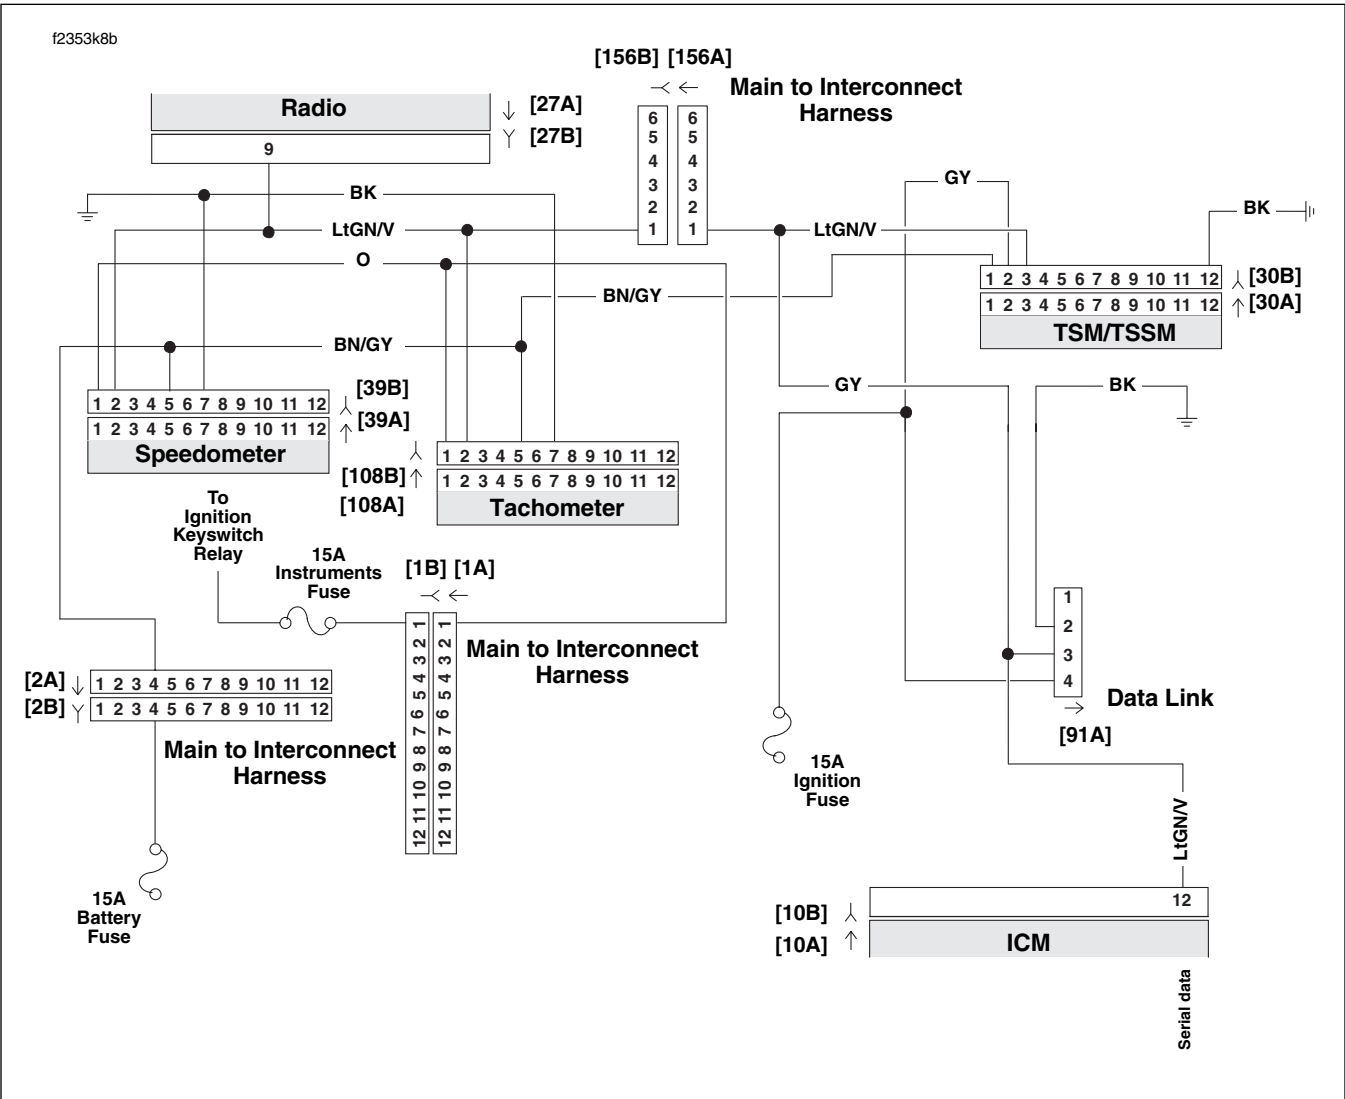 f2353k8b
[156B] [156A]
Main to Interconnect
Harness
Radio
[27A]
[27B]
9
6
5
4
3
2
1
6
5
4
3
2
1
BK
LtGN/V
O
BN/GY
BN/GY
GY
LtGN/V
BK
1 2 3 4 5 6 7 8 9 10 11 12
[30B]
1 2 3 4 5 6 7 8 9 10 11 12
[30A]
TSM/TSSM
GY
BK
[39B]
1 2 3 4 5 6 7 8 9 10 11 12
[39A]
1 2 3 4 5 6 7 8 9 10 11 12
Speedometer
1 2 3 4 5 6 7 8 9 10 11 12
[108B]
1 2 3 4 5 6 7 8 9 10 11 12
[108A]
Tachometer
To
Ignition
Keyswitch
Relay
15A
Instruments
Fuse
[1B] [1A]
12 11 10 9 8 7 6 5 4 3 2 1
12 11 10 9 8 7 6 5 4 3 2 1
Main to Interconnect
Harness
[2A]
1 2 3 4 5 6 7 8 9 10 11 12
[2B]
1 2 3 4 5 6 7 8 9 10 11 12
Main to Interconnect
Harness
15A
Battery
Fuse
1
2
3
4
Data Link
[91A]
15A
Ignition
Fuse
LtGN/V
12
[10B]
[10A]
ICM
Serial data